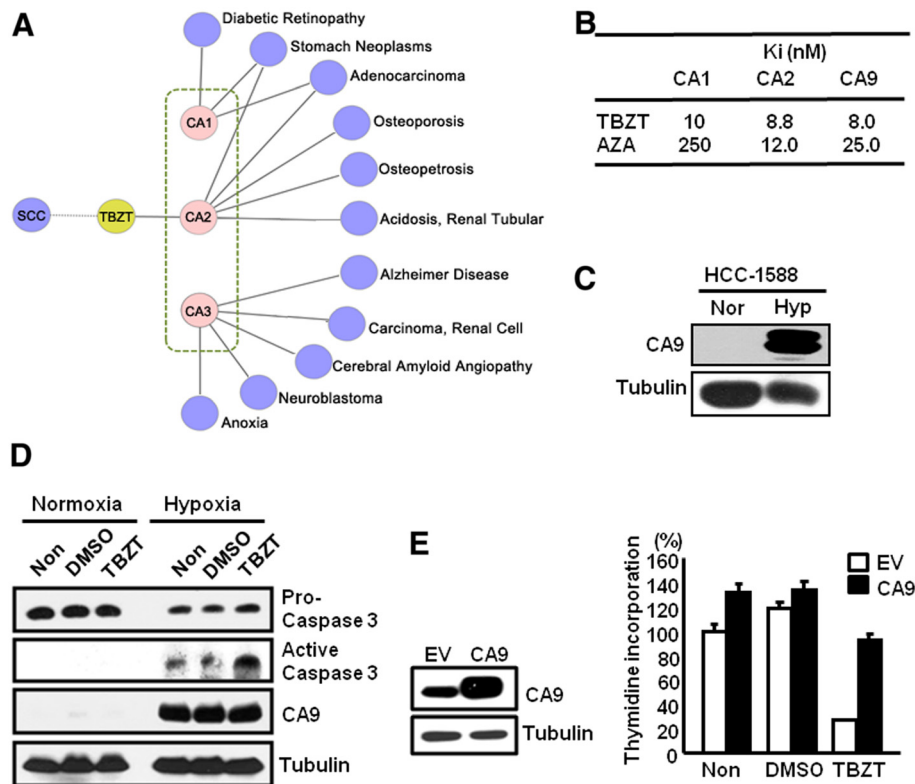 A
Diabetic Retinopathy
Stomach Neoplasms
Adenocarcinoma
CA1
Osteoporosis
Osteopetrosis
SCC
TBZT
CA2
Acidosis, Renal Tubular
Alzheimer Disease
CA3
Carcinoma, Renal Cell
Cerebral Amyloid Angiopathy
Neuroblastoma
Anoxia
B
Ki (nM)
CA1 CA2 CA9
TBZT 10 8.8 8.0
AZA 250 12.0 25.0
C
HCC-1588
Nor Hyp
CA9
Tubulin
D
Normoxia Hypoxia
Non DMSO TBZT Non DMSO TBZT
Pro-
Caspase 3
Active
Caspase 3
CA9
Tubulin
E
EV CA9
CA9
Tubulin
(%)
Thymidine incorporation
160
140
120
100
80
60
40
20
0
EV
CA9
Non DMSO TBZT